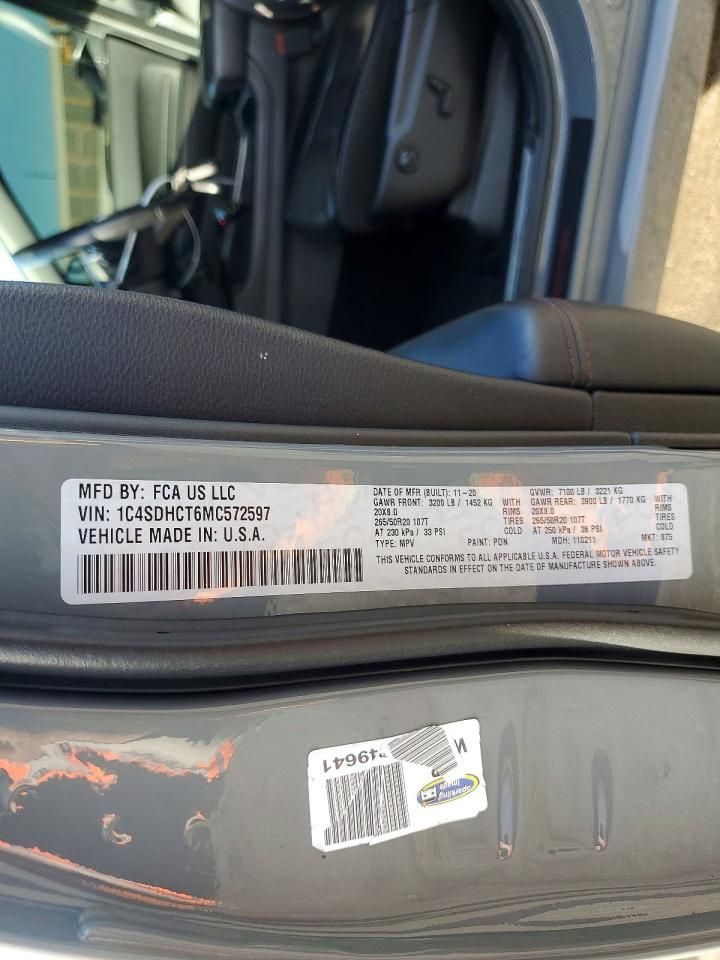 MFD BY: FCA US LLC
VIN: 1C4SDHCT6MC572597
VEHICLE MADE IN: U.S.A.
DATE OF MFR (BUILT): 11-20 GVWR: 7100 LB / 3221 KG
GAWR FRONT: 3200 LB / 1452 KG WITH GAWR REAR: 3900 LB / 1770 KG WITH
20X8.0 RIMS 20X8.0 RIMS
265/50R20 107T TIRES 265/50R20 107T TIRES
AT 230 kPa / 33 PSI COLD AT 250 kPa / 36 PSI COLD
TYPE: MPV PAINT: PDN MDH: 110211 MKT: 875
THIS VEHICLE CONFORMS TO ALL APPLICABLE U.S.A. FEDERAL MOTOR VEHICLE SAFETY
STANDARDS IN EFFECT ON THE DATE OF MANUFACTURE SHOWN ABOVE.
49641
Sparkling
Image